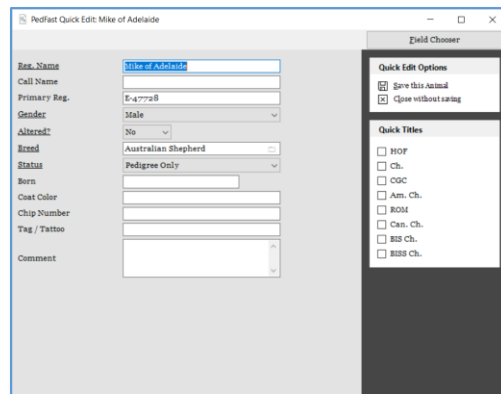 PedFast Quick Edit: Mike of Adelaide
Field Chooser
Reg. Name Mike of Adelaide
Call Name
Primary Reg. E-47728
Gender Male
Altered? No
Breed Australian Shepherd
Status Pedigree Only
Born
Coat Color
Chip Number
Tag / Tattoo
Comment
Quick Edit Options
Save this Animal
Close without saving
Quick Titles
HOF
Ch.
CGC
Am. Ch.
ROM
Can. Ch.
BIS Ch.
BISS Ch.